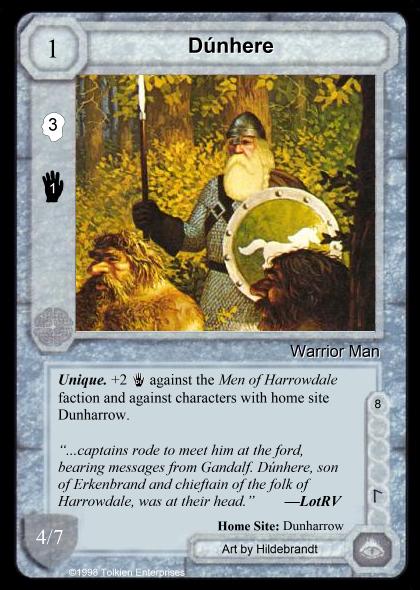 1
Dúnhere
3
1
Warrior Man
Unique. +2 against the Men of Harrowdale
faction and against characters with home site
Dunharrow.
“...captains rode to meet him at the ford,
bearing messages from Gandalf. Dúnhere, son
of Erkenbrand and chieftain of the folk of
Harrowdale, was at their head.” —LotRV
8
Home Site: Dunharrow
4/7
Art by Hildebrandt
©1998 Tolkien Enterprises